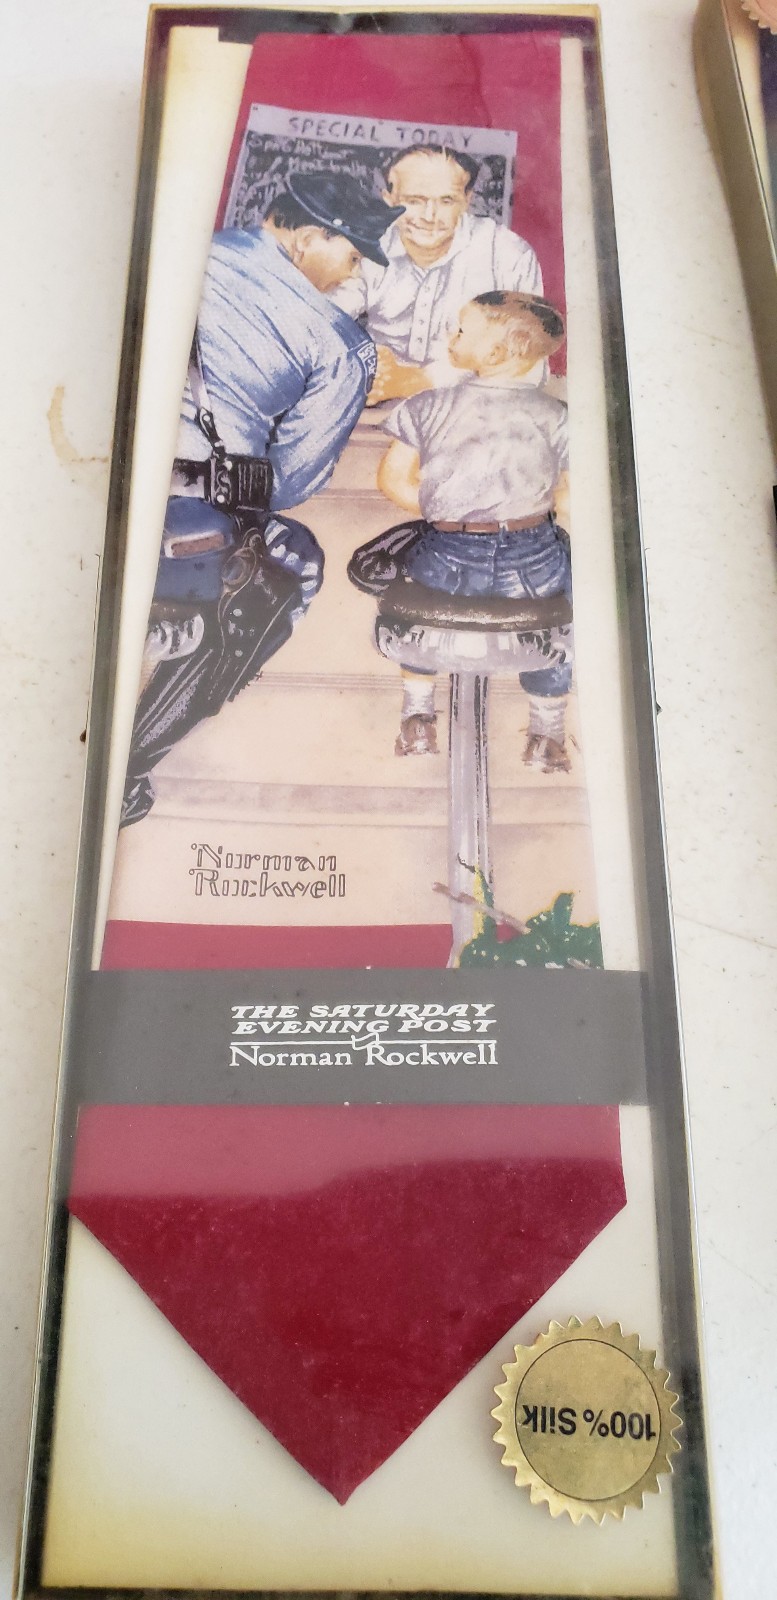 SPECIAL TODAY
Norman
Rockwell
THE SATURDAY
EVENING POST
Norman Rockwell
100% Silk